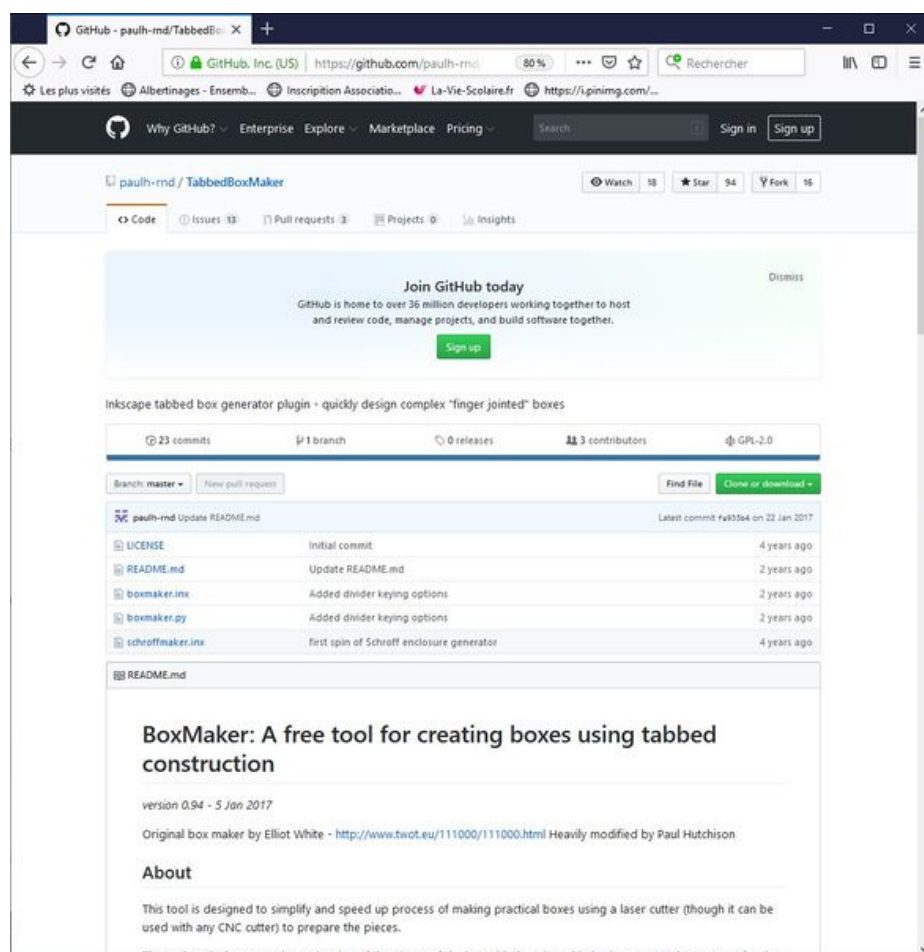 GitHub - paulh-rnd/TabbedBo
GitHub, Inc. (US) https://github.com/paulh-rnd 80 % Rechercher
Les plus visités Albertinages - Ensemb... Inscripition Associatio... La-Vie-Scolaire.fr https://i.pinimg.com/...
Why GitHub? Enterprise Explore Marketplace Pricing Search Sign in Sign up
paulh-rnd / TabbedBoxMaker Watch 18 Star 94 Fork 16
Code Issues 13 Pull requests 3 Projects 0 Insights
Dismiss
Join GitHub today
GitHub is home to over 36 million developers working together to host
and review code, manage projects, and build software together.
Sign up
Inkscape tabbed box generator plugin - quickly design complex "finger jointed" boxes
23 commits 1 branch 0 releases 3 contributors GPL-2.0
Branch: master New pull request Find File Clone or download
paulh-rnd Update README.md Latest commit on 22 Jan 2017
LICENSE Initial commit 4 years ago
README.md Update README.md 2 years ago
boxmaker.inx Added divider keying options 2 years ago
boxmaker.py Added divider keying options 2 years ago
schroffmaker.inx first spin of Schroff enclosure generator 4 years ago
README.md
BoxMaker: A free tool for creating boxes using tabbed
construction
version 0.94 - 5 Jan 2017
Original box maker by Elliot White - http://www.twot.eu/111000/111000.html Heavily modified by Paul Hutchison
About
This tool is designed to simplify and speed up process of making practical boxes using a laser cutter (though it can be
used with any CNC cutter) to prepare the pieces.